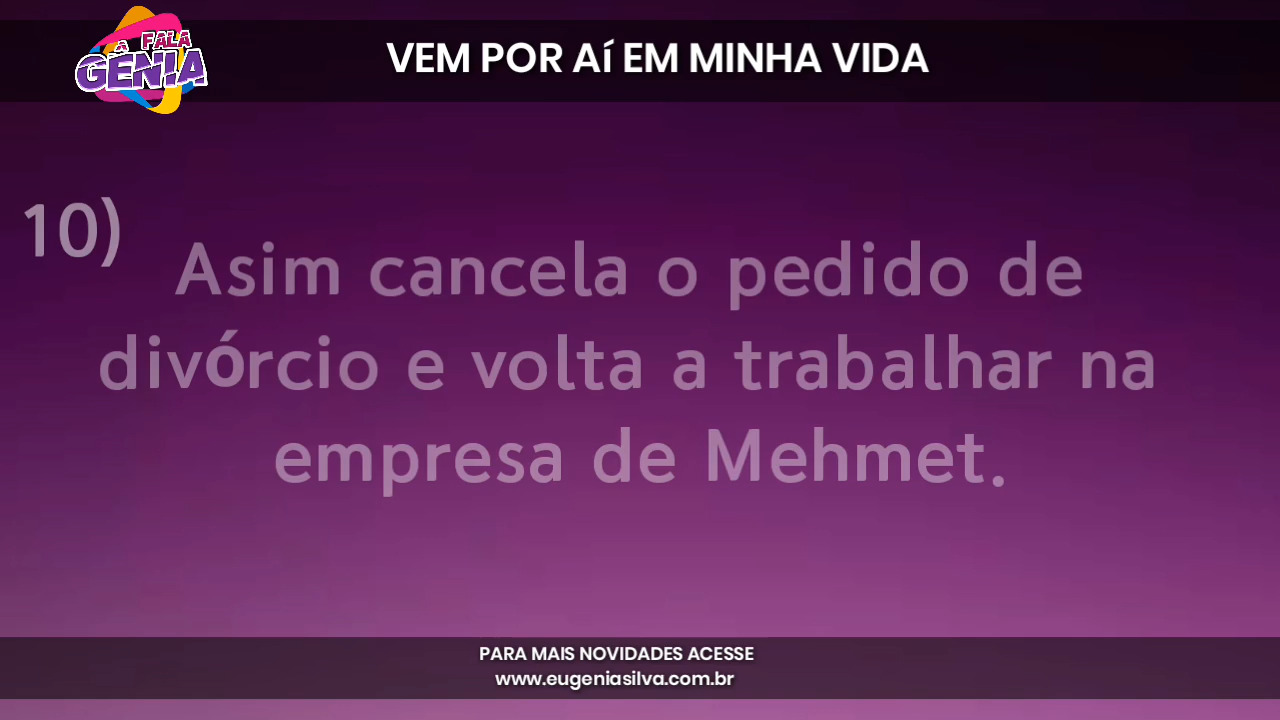 FALA
GÊNIA
VEM POR Aí EM MINHA VIDA
10)
Asim cancela o pedido de
divórcio e volta a trabalhar na
empresa de Mehmet.
PARA MAIS NOVIDADES ACESSE
www.eugeniasilva.com.br